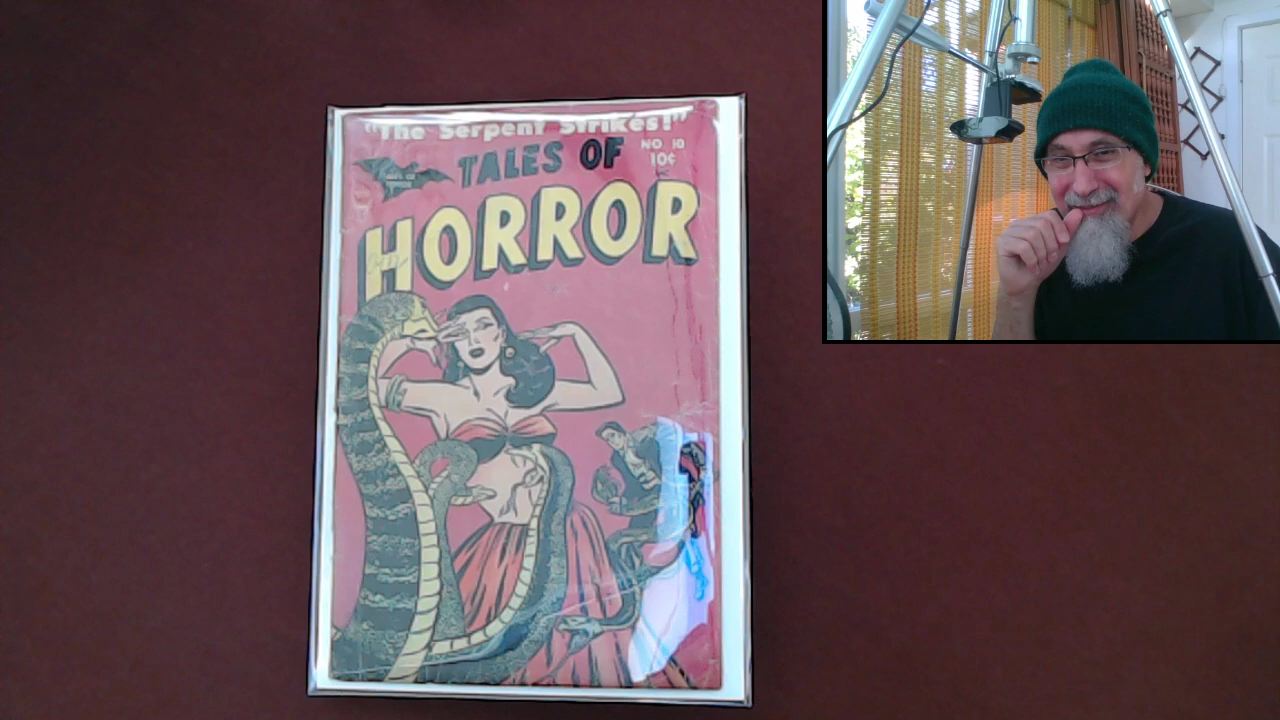 "The Serpent Strikes!"
TALES OF
NO 10
10¢
HORROR